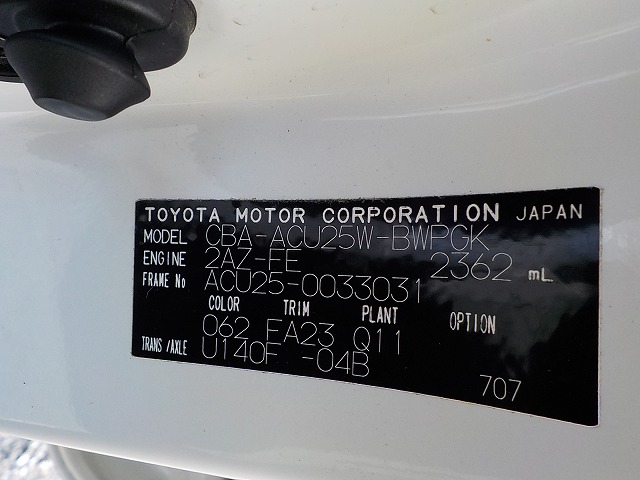 TOYOTA MOTOR CORPORATION JAPAN
MODEL CBA-ACU25W-BWPGK
ENGINE 2AZ-FE 2362 mL
FRAME No ACU25-0033031
COLOR TRIM PLANT OPTION
062 FA23 Q11
TRANS/AXLE U140F -04B
707